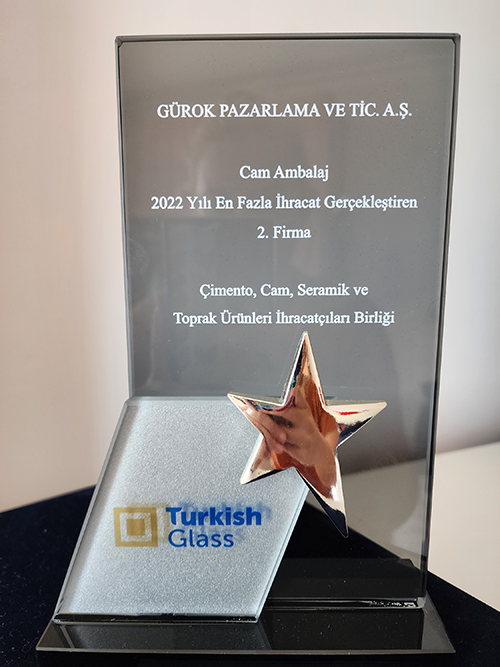 GÜROK PAZARLAMA VE TİC. A.Ş.
Cam Ambalaj
2022 Yılı En Fazla İhracat Gerçekleştiren
2. Firma
Çimento, Cam, Seramik ve
Toprak Ürünleri İhracatçıları Birliği
Turkish
Glass